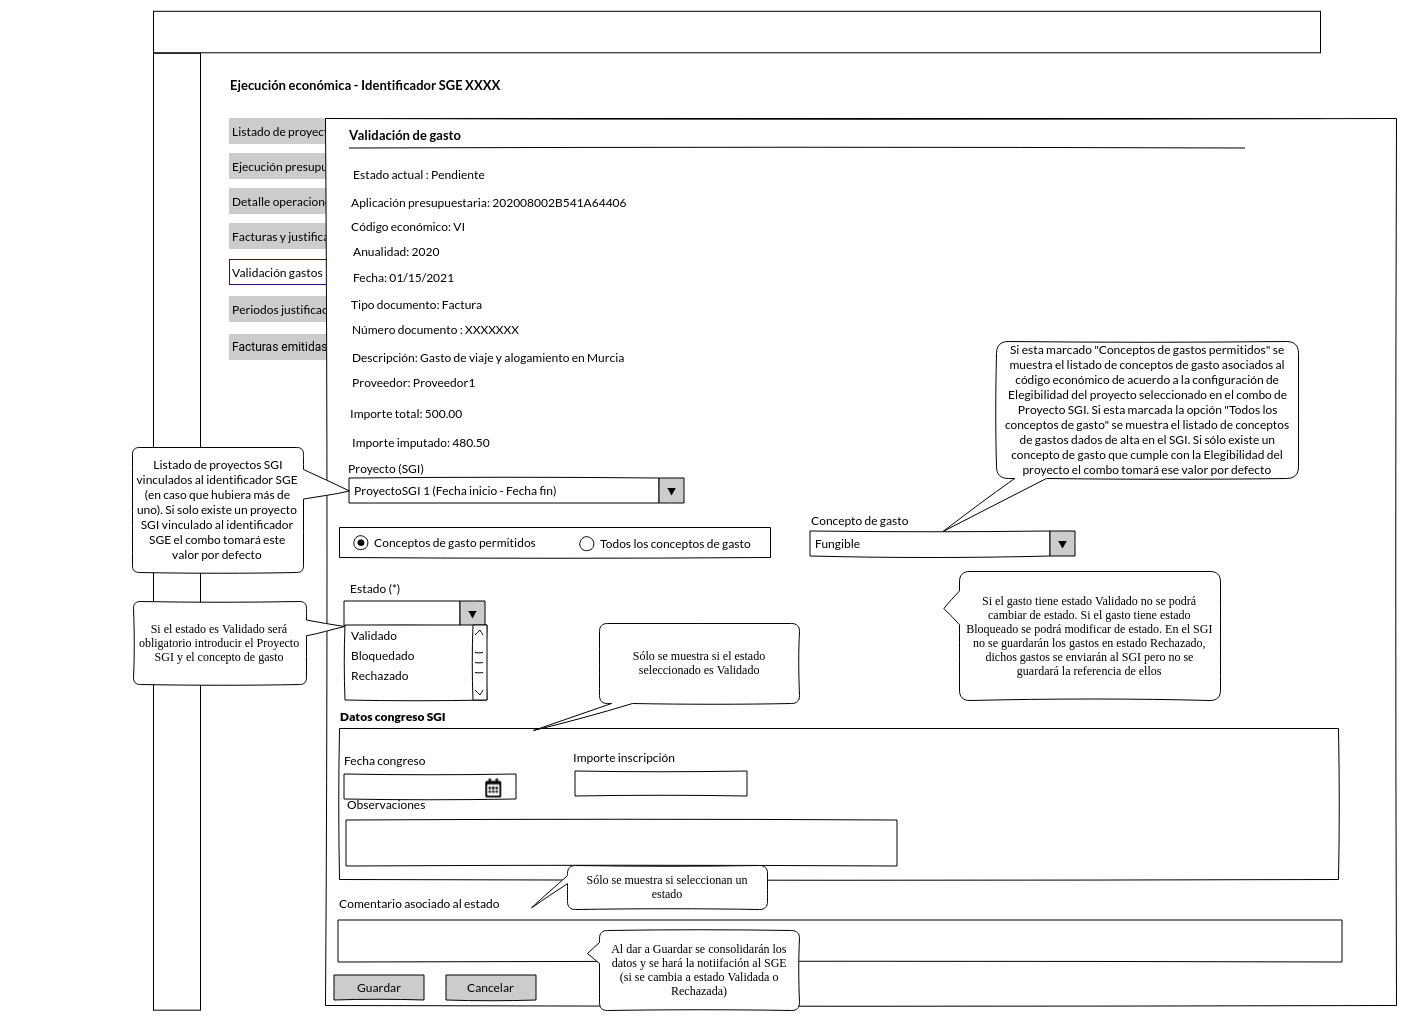 Ejecución económica - Identificador SGE XXXX
Listado de proyec
Ejecución presupu
Detalle operacion
Facturas y justifica
Validación gastos
Periodos justificac
Facturas emitidas
Validación de gasto
Estado actual : Pendiente
Aplicación presupuestaria: 202008002B541A64406
Código económico: VI
Anualidad: 2020
Fecha: 01/15/2021
Tipo documento: Factura
Número documento : XXXXXXX
Descripción: Gasto de viaje y alogamiento en Murcia
Proveedor: Proveedor1
Importe total: 500.00
Importe imputado: 480.50
Si esta marcado "Conceptos de gastos permitidos" se
muestra el listado de conceptos de gasto asociados al
código económico de acuerdo a la configuración de
Elegibilidad del proyecto seleccionado en el combo de
Proyecto SGI. Si esta marcada la opción "Todos los
conceptos de gasto" se muestra el listado de conceptos
de gastos dados de alta en el SGI. Si sólo existe un
concepto de gasto que cumple con la Elegibilidad del
proyecto el combo tomará ese valor por defecto
Listado de proyectos SGI
vinculados al identificador SGE
(en caso que hubiera más de
uno). Si solo existe un proyecto
SGI vinculado al identificador
SGE el combo tomará este
valor por defecto
Proyecto (SGI)
ProyectoSGI 1 (Fecha inicio - Fecha fin)
Conceptos de gasto permitidos
Todos los conceptos de gasto
Concepto de gasto
Fungible
Si el estado es Validado será
obligatorio introducir el Proyecto
SGI y el concepto de gasto
Estado (*)
Validado
Bloquedado
Rechazado
Sólo se muestra si el estado
seleccionado es Validado
Si el gasto tiene estado Validado no se podrá
cambiar de estado. Si el gasto tiene estado
Bloqueado se podrá modificar de estado. En el SGI
no se guardarán los gastos en estado Rechazado,
dichos gastos se enviarán al SGI pero no se
guardará la referencia de ellos
Datos congreso SGI
Fecha congreso
Importe inscripción
Observaciones
Sólo se muestra si seleccionan un
estado
Comentario asociado al estado
Al dar a Guardar se consolidarán los
datos y se hará la notiifación al SGE
(si se cambia a estado Validada o
Rechazada)
Guardar
Cancelar